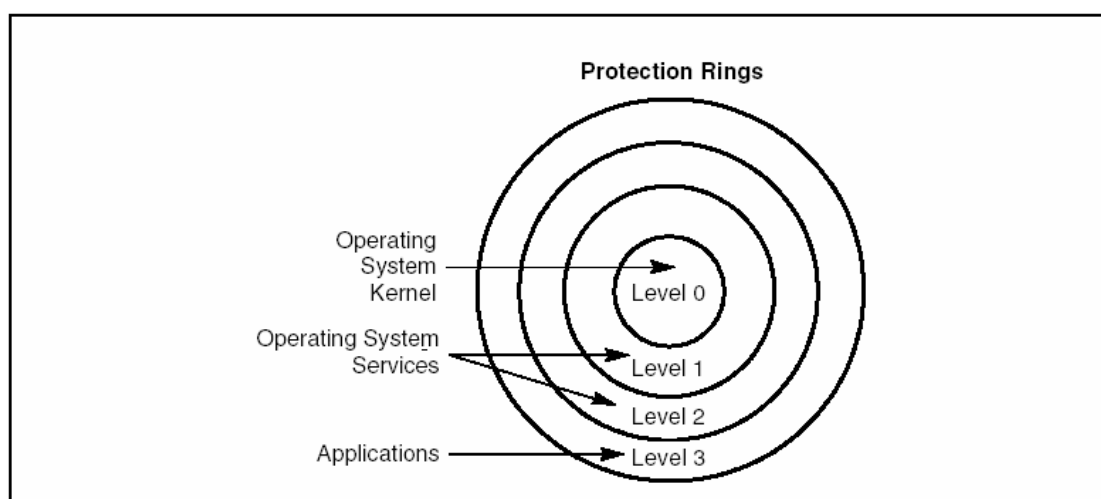 Protection Rings
Operating
System
Kernel
Level 0
Operating System
Services
Level 1
Level 2
Applications
Level 3